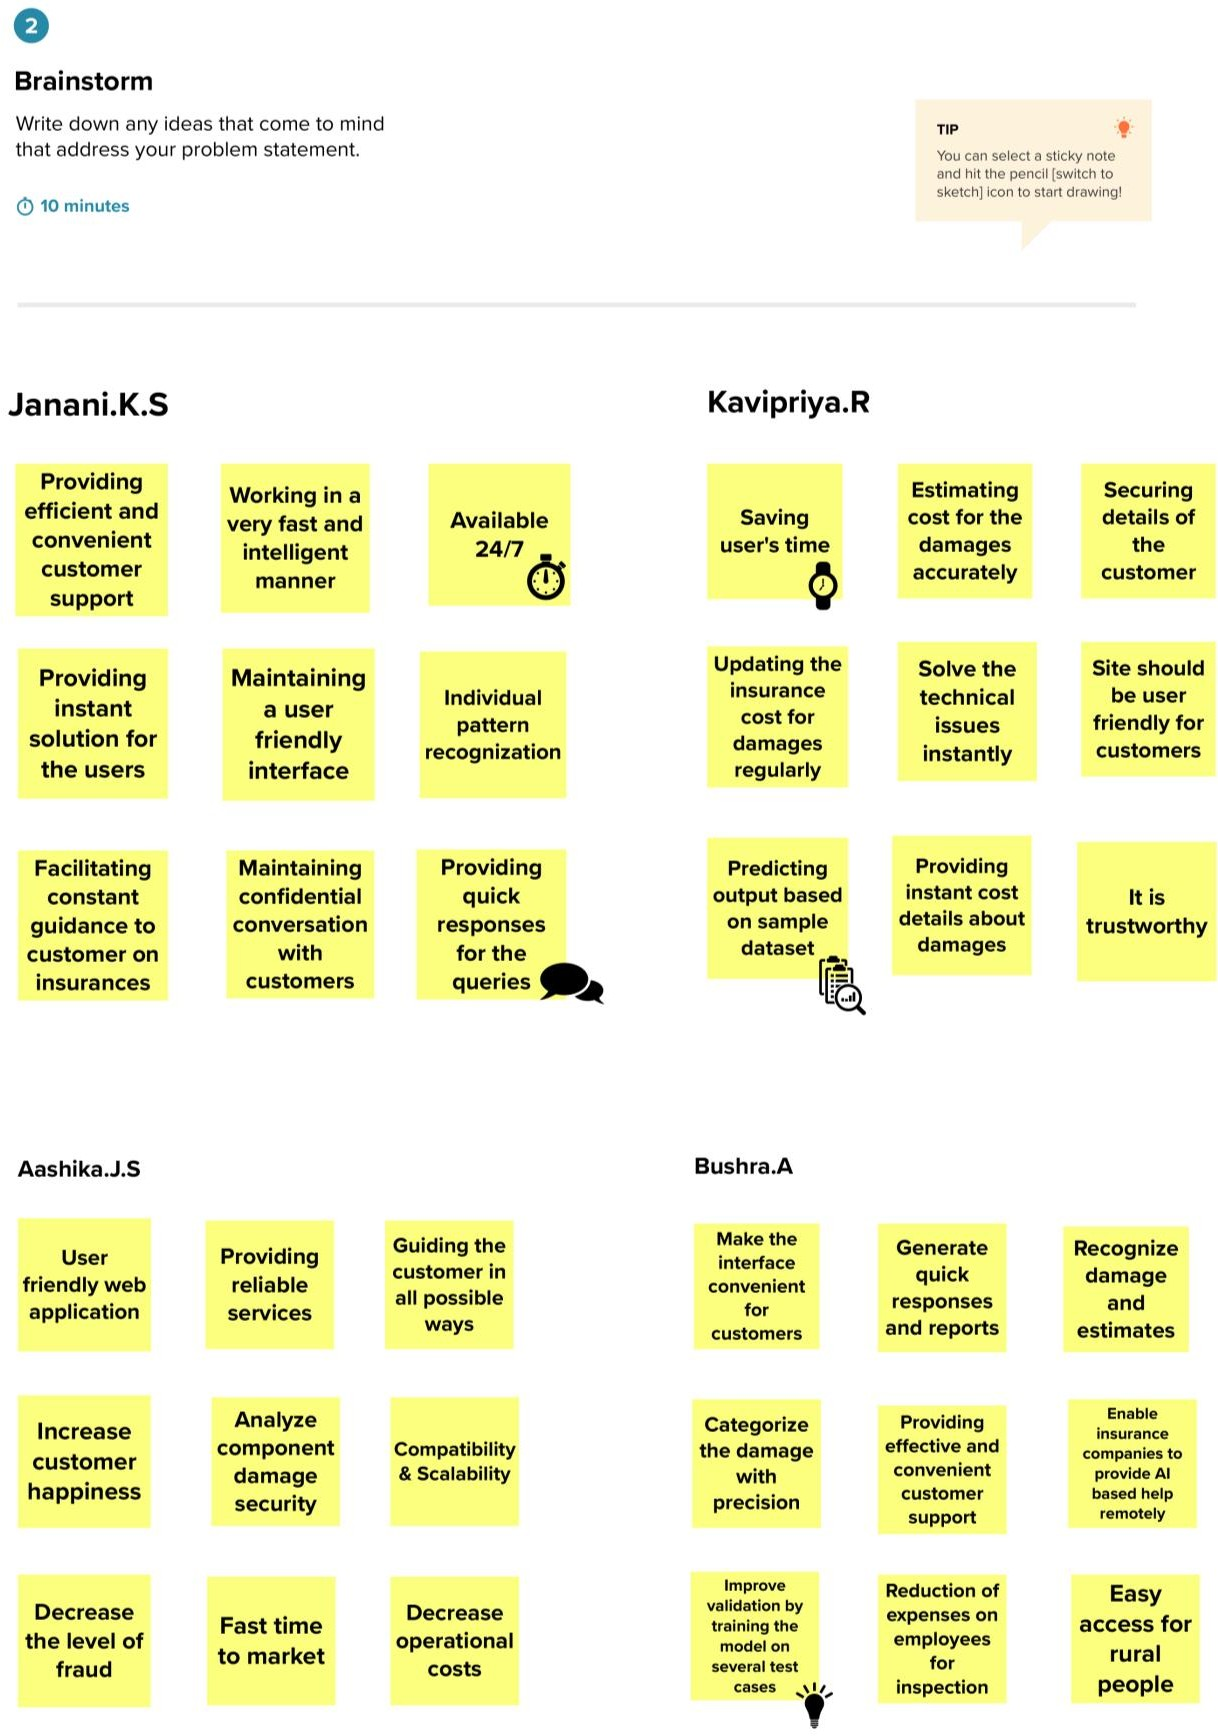 2
Brainstorm
Write down any ideas that come to mind
that address your problem statement.
10 minutes
TIP
You can select a sticky note
and hit the pencil [switch to
sketch] icon to start drawing!
Janani.K.S
Providing
efficient and
convenient
customer
support
Working in a
very fast and
intelligent
manner
Available
24/7
Providing
instant
solution for
the users
Maintaining
a user
friendly
interface
Individual
pattern
recognization
Facilitating
constant
guidance to
customer on
insurances
Maintaining
confidential
conversation
with
customers
Providing
quick
responses
for the
queries
Kavipriya.R
Saving
user's time
Estimating
cost for the
damages
accurately
Securing
details of
the
customer
Updating the
insurance
cost for
damages
regularly
Solve the
technical
issues
instantly
Site should
be user
friendly for
customers
Predicting
output based
on sample
dataset
Providing
instant cost
details about
damages
It is
trustworthy
Aashika.J.S
User
friendly web
application
Providing
reliable
services
Guiding the
customer in
all possible
ways
Increase
customer
happiness
Analyze
component
damage
security
Compatibility
& Scalability
Decrease
the level of
fraud
Fast time
to market
Decrease
operational
costs
Bushra.A
Make the
interface
convenient
for
customers
Generate
quick
responses
and reports
Recognize
damage
and
estimates
Categorize
the damage
with
precision
Providing
effective and
convenient
customer
support
Enable
insurance
companies to
provide AI
based help
remotely
Improve
validation by
training the
model on
several test
cases
Reduction of
expenses on
employees
for
inspection
Easy
access for
rural
people